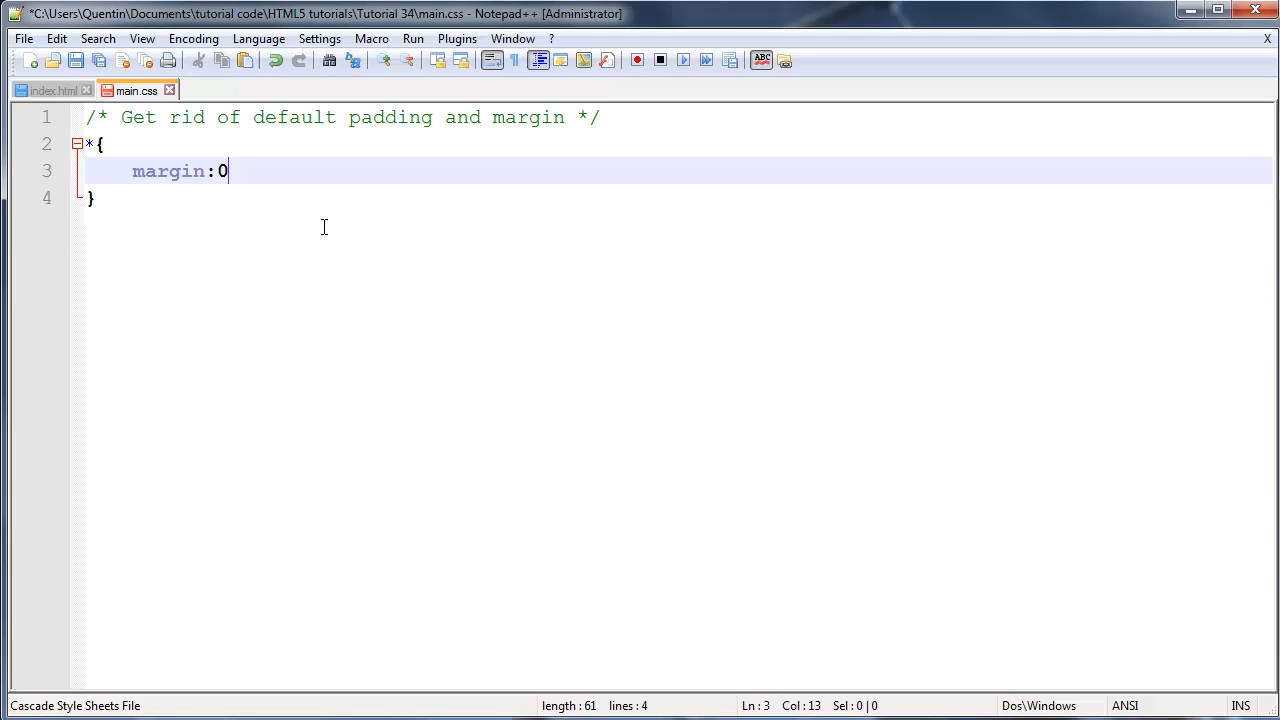 *C:\Users\Quentin\Documents\tutorial code\HTML5 tutorials\Tutorial 34\main.css - Notepad++ [Administrator]
File Edit Search View Encoding Language Settings Macro Run Plugins Window ? X
index.html main.css
1 /* Get rid of default padding and margin */
2 *{
3 margin:0
4 }
Cascade Style Sheets File length : 61 lines : 4 Ln : 3 Col : 13 Sel : 0 | 0 Dos\Windows ANSI INS